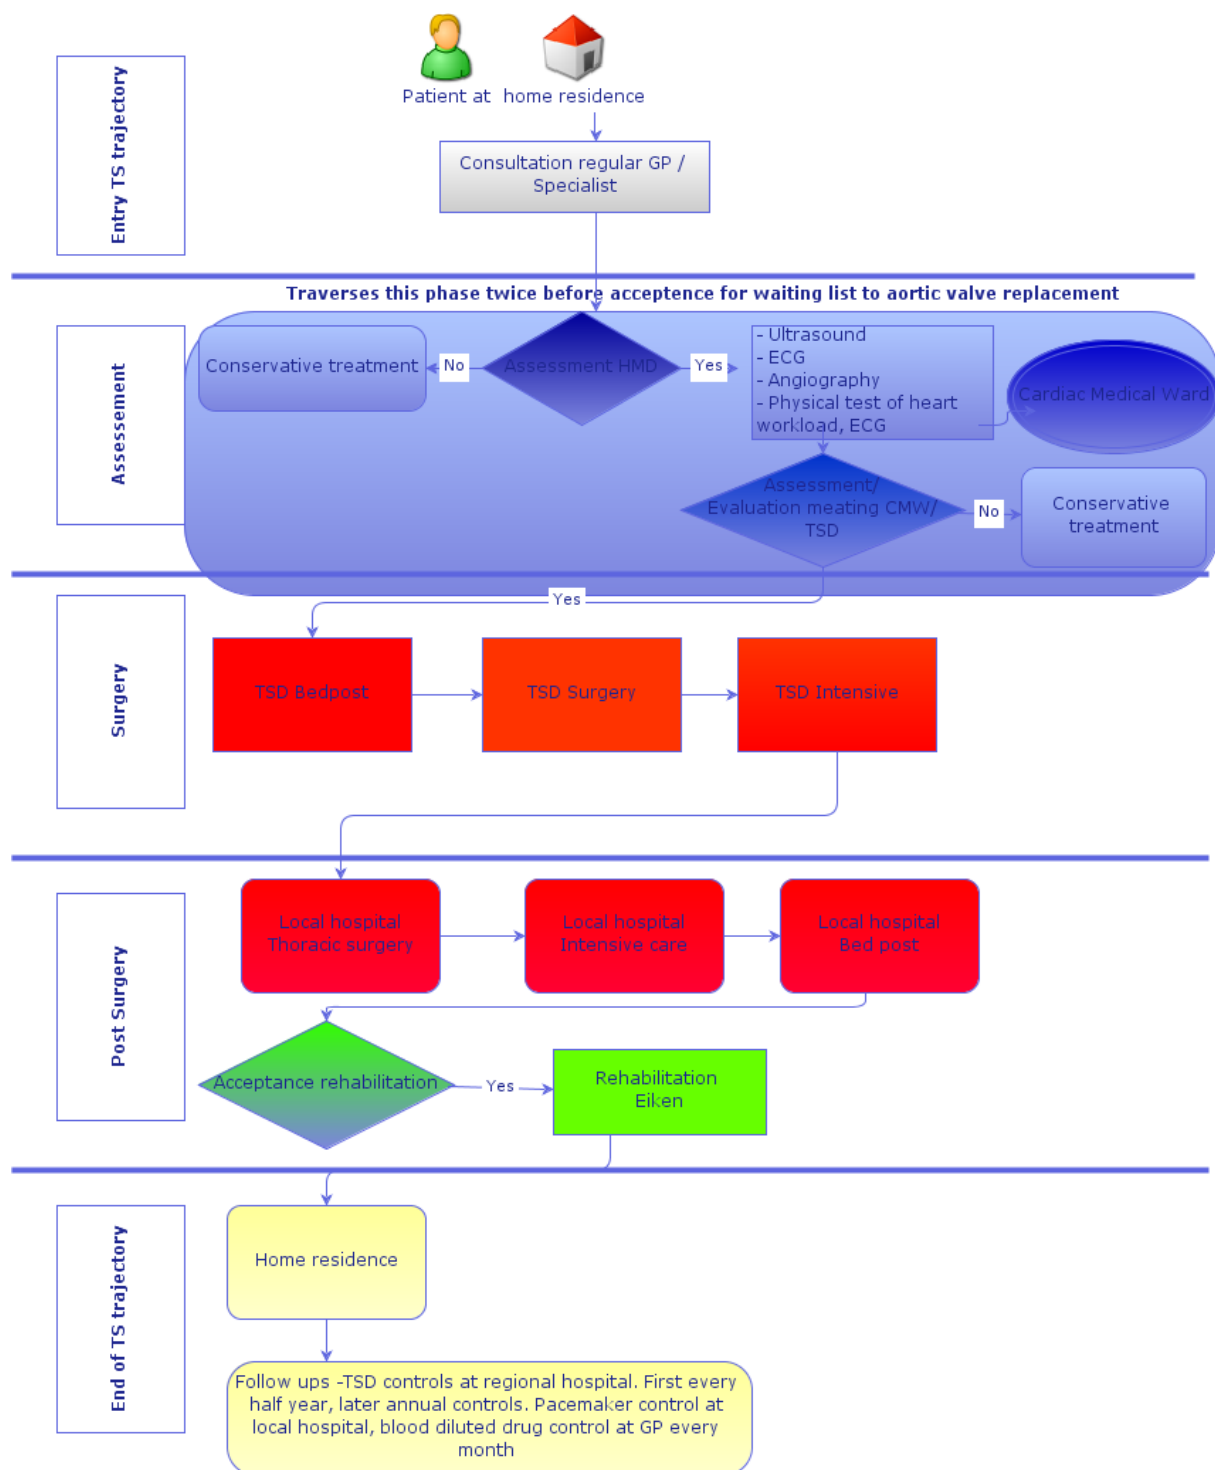 Entry TS trajectory
Patient at home residence
Consultation regular GP /
Specialist
Traverses this phase twice before acceptence for waiting list to aortic valve replacement
Assessement
Conservative treatment
No
Assessment HMD
Yes
- Ultrasound
- ECG
- Angiography
- Physical test of heart
workload, ECG
Cardiac Medical Ward
Assessment/
Evaluation meating CMW/
TSD
No
Conservative
treatment
Surgery
Yes
TSD Bedpost
TSD Surgery
TSD Intensive
Post Surgery
Local hospital
Thoracic surgery
Local hospital
Intensive care
Local hospital
Bed post
Acceptance rehabilitation
Yes
Rehabilitation
Eiken
End of TS trajectory
Home residence
Follow ups -TSD controls at regional hospital. First every
half year, later annual controls. Pacemaker control at
local hospital, blood diluted drug control at GP every
month